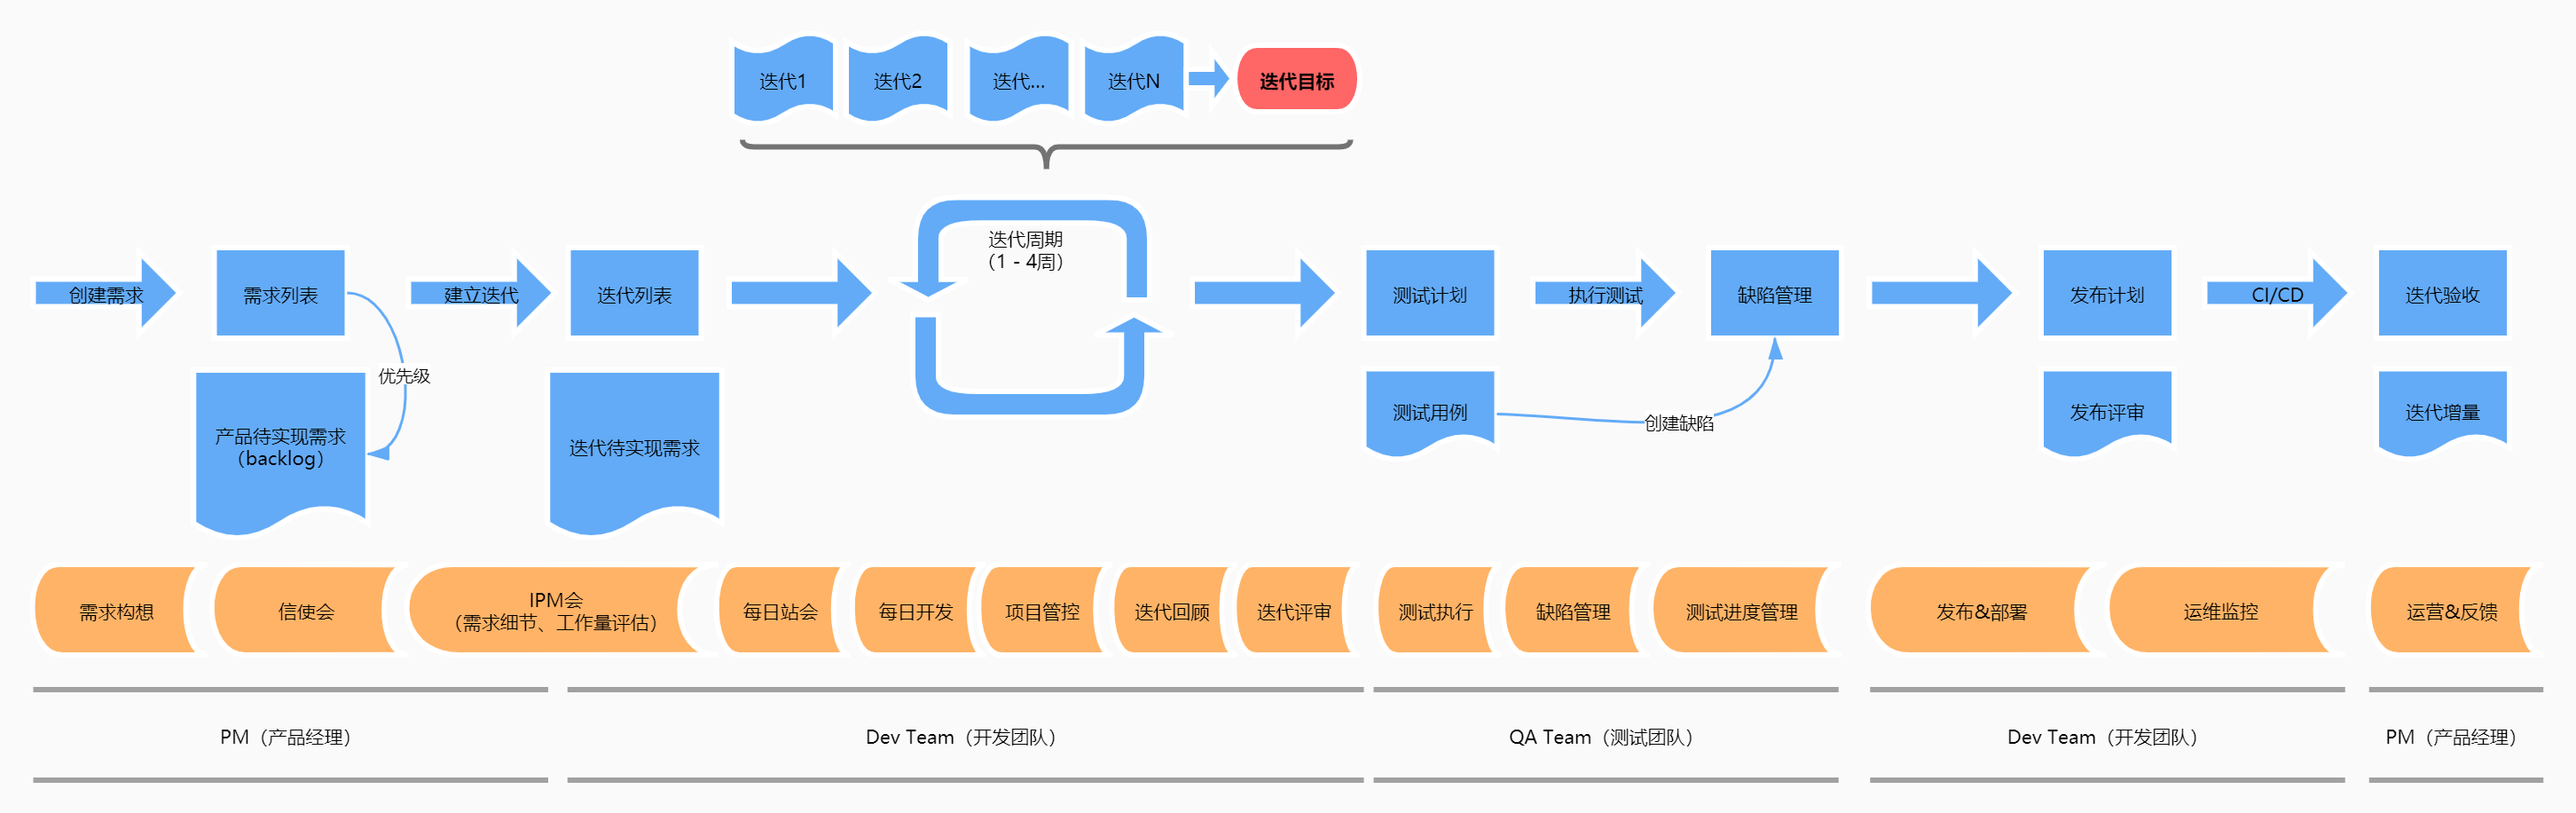 迭代1
迭代2
迭代...
迭代N
迭代目标
迭代周期
（1 - 4周）
创建需求
需求列表
建立迭代
迭代列表
测试计划
执行测试
缺陷管理
发布计划
CI/CD
迭代验收
优先级
产品待实现需求
（backlog）
迭代待实现需求
测试用例
创建缺陷
发布评审
迭代增量
需求构想
信使会
IPM会
（需求细节、工作量评估）
每日站会
每日开发
项目管控
迭代回顾
迭代评审
测试执行
缺陷管理
测试进度管理
发布&部署
运维监控
运营&反馈
PM（产品经理）
Dev Team（开发团队）
QA Team（测试团队）
Dev Team（开发团队）
PM（产品经理）